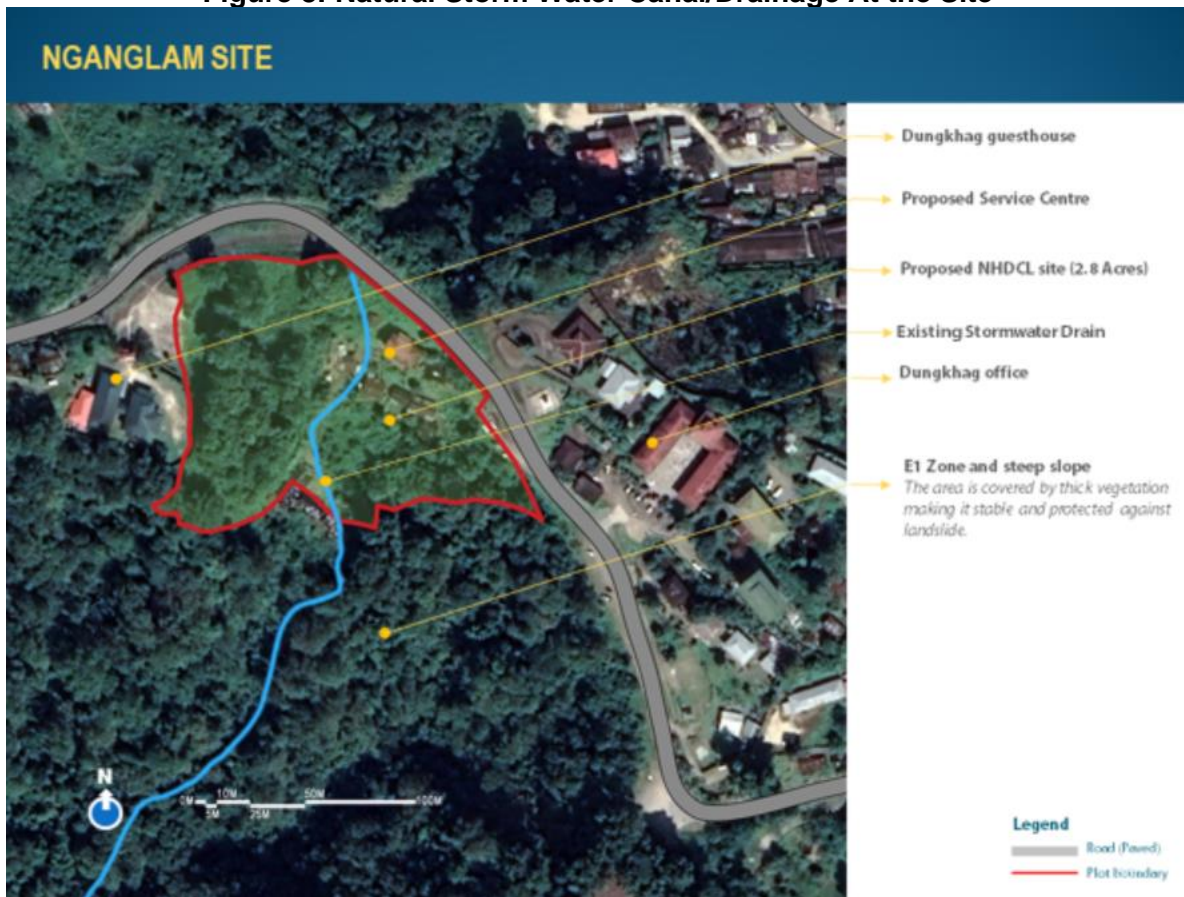 Figure 3: Natural Storm Water Canal/Drainage At the Site
NGANGLAM SITE
Dungkhag guesthouse
Proposed Service Centre
Proposed NHDCL site (2.8 Acres)
Existing Stormwater Drain
Dungkhag office
E1 Zone and steep slope
The area is covered by thick vegetation
making it stable and protected against
landslide.
N
0M 10M 50M 100M
5M 25M
Legend
Road (Paved)
Plot boundary